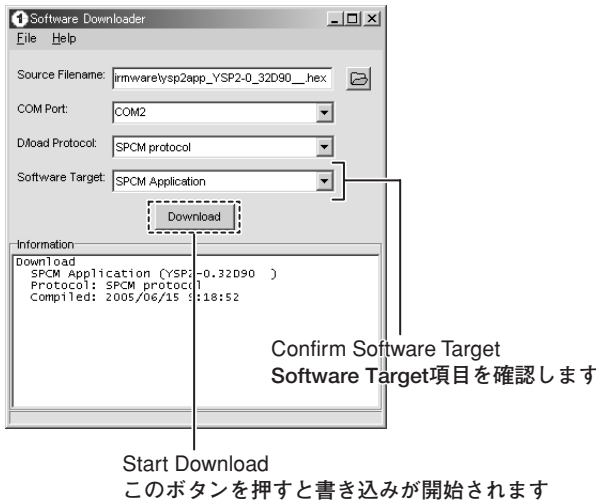 Software Downloader
File Help
Source Filename: irmware\ysp2app_YSP2-0_32D90__.hex
COM Port: COM2
D/load Protocol: SPCM protocol
Software Target: SPCM Application
Download
Information
Download
SPCM Application (YSP2-0.32D90 )
Protocol: SPCM protocol
Compiled: 2005/06/15 9:18:52
Confirm Software Target
Software Target項目を確認します
Start Download
このボタンを押すと書き込みが開始されます